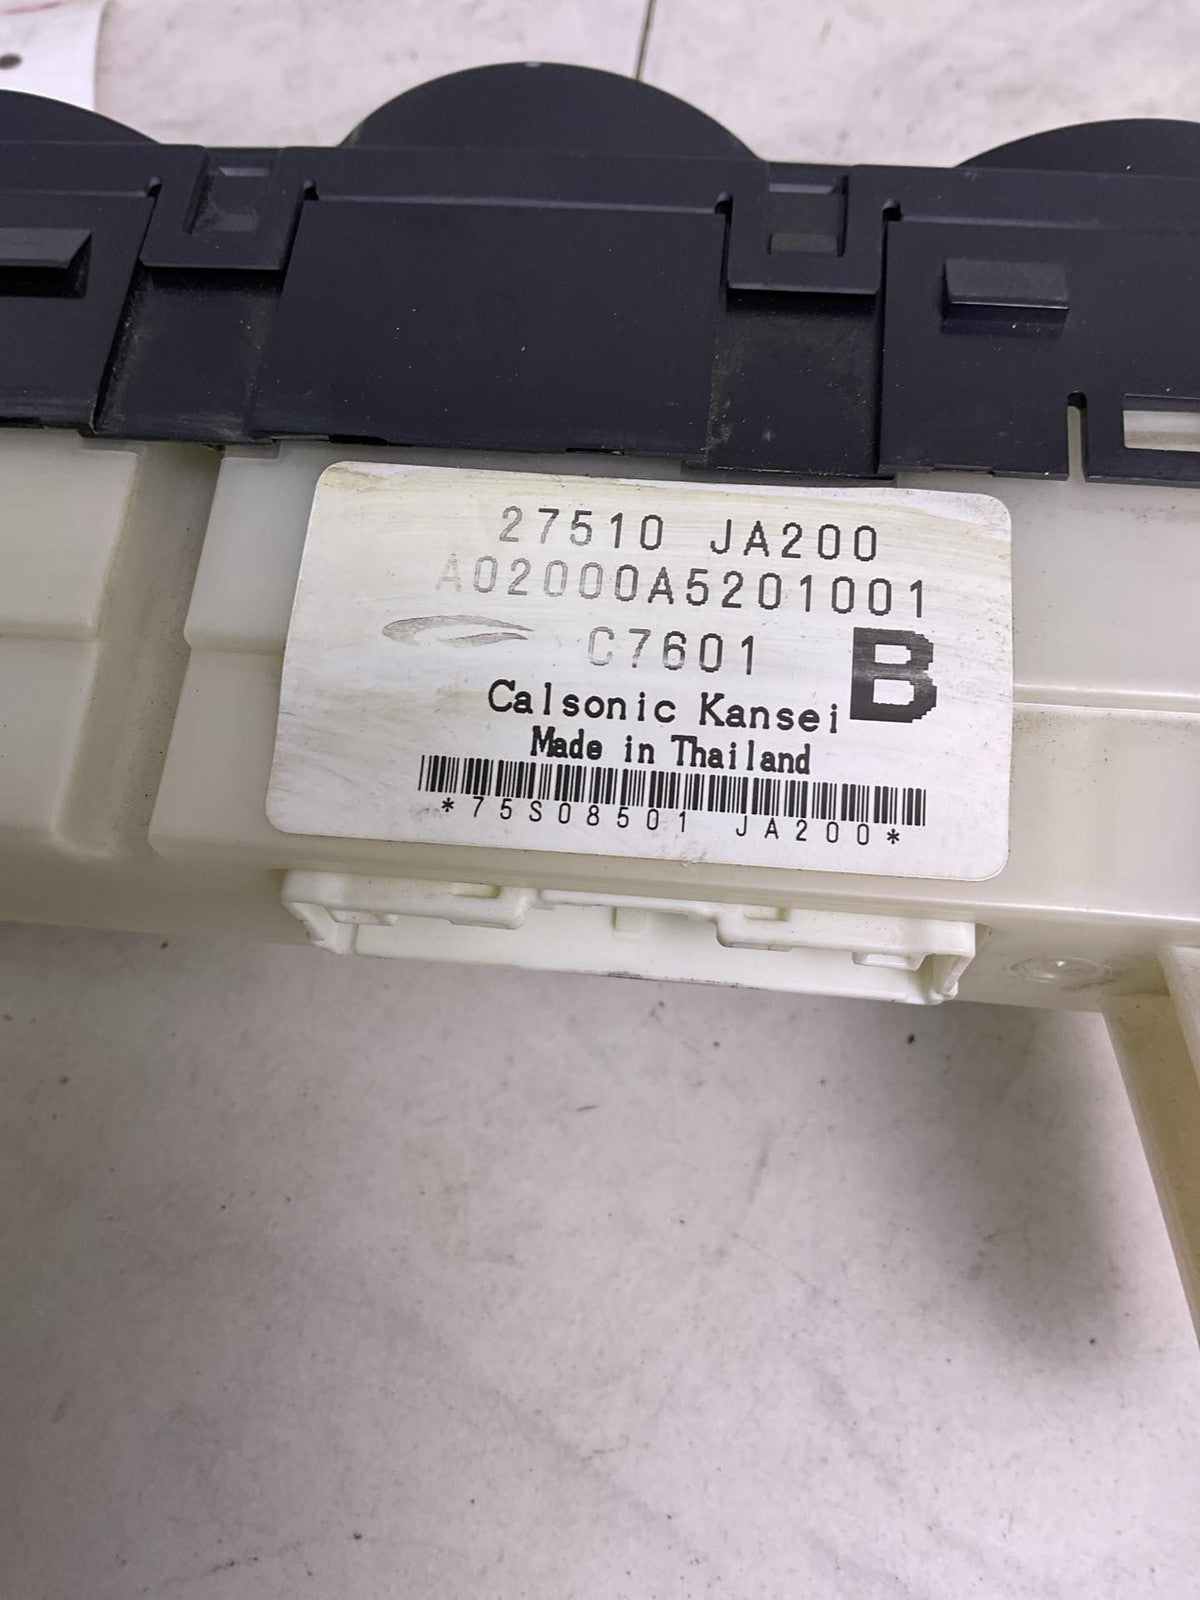 27510 JA200
A02000A5201001
C7601 B
Calsonic Kansei
Made in Thailand
*75S08501 JA200*